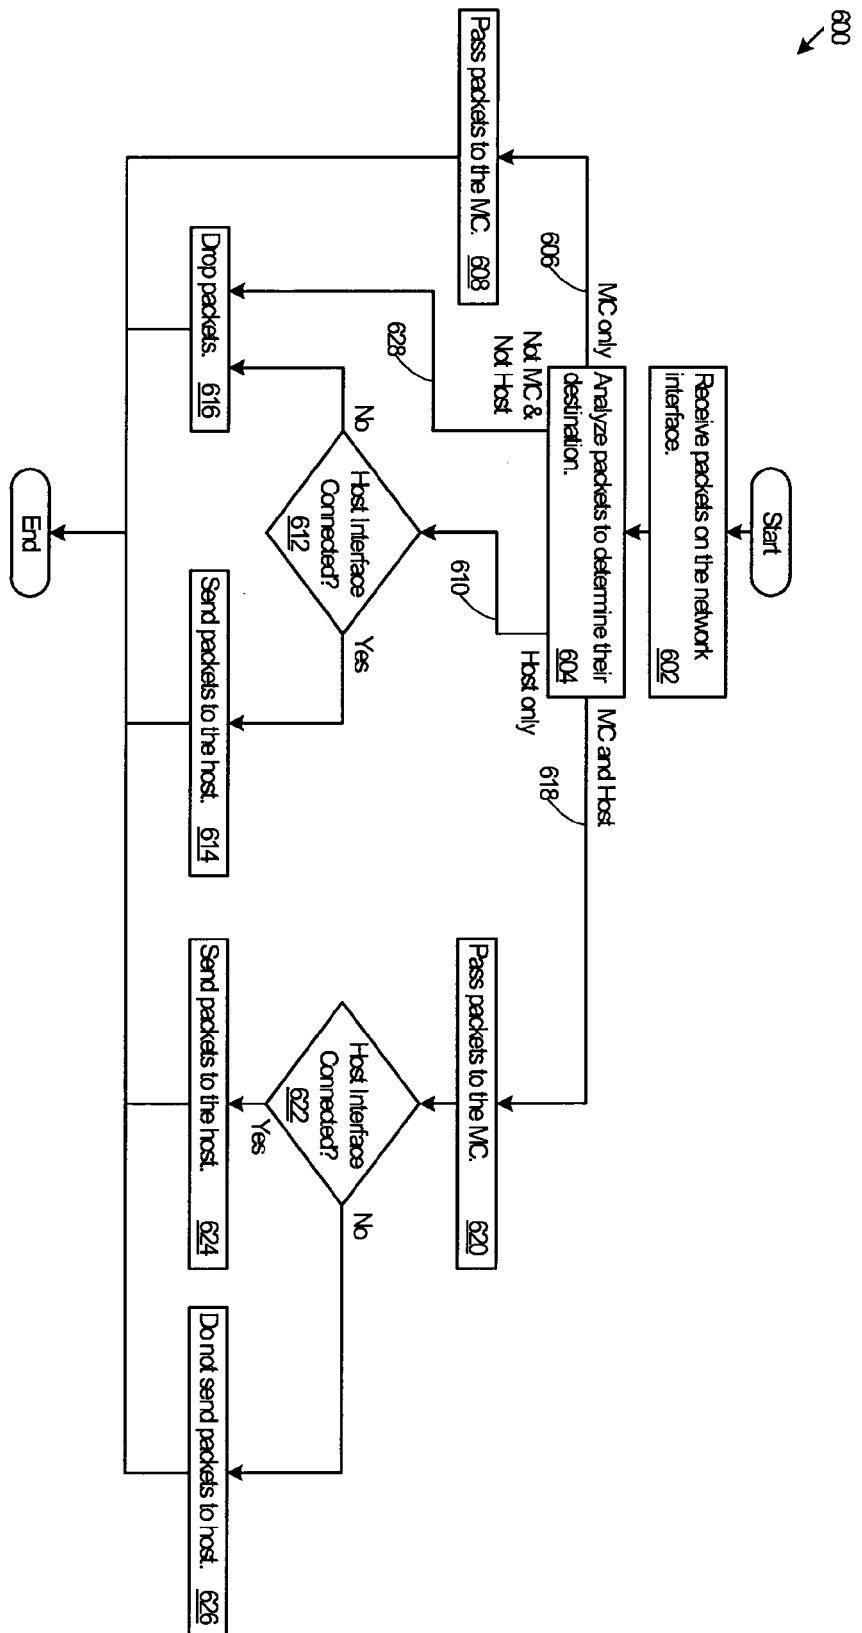 600
Start
Receive packets on the network
interface. 602
Analyze packets to determine their
destination. 604
MC only
606
Not MC &
Not Host
628
Host only
610
MC and Host
618
Pass packets to the MC. 608
Pass packets to the MC. 620
Host Interface
Connected?
612
No
Yes
Host Interface
Connected?
622
Yes
No
Drop packets. 616
Send packets to the host. 614
Send packets to the host. 624
Do not send packets to host. 626
End